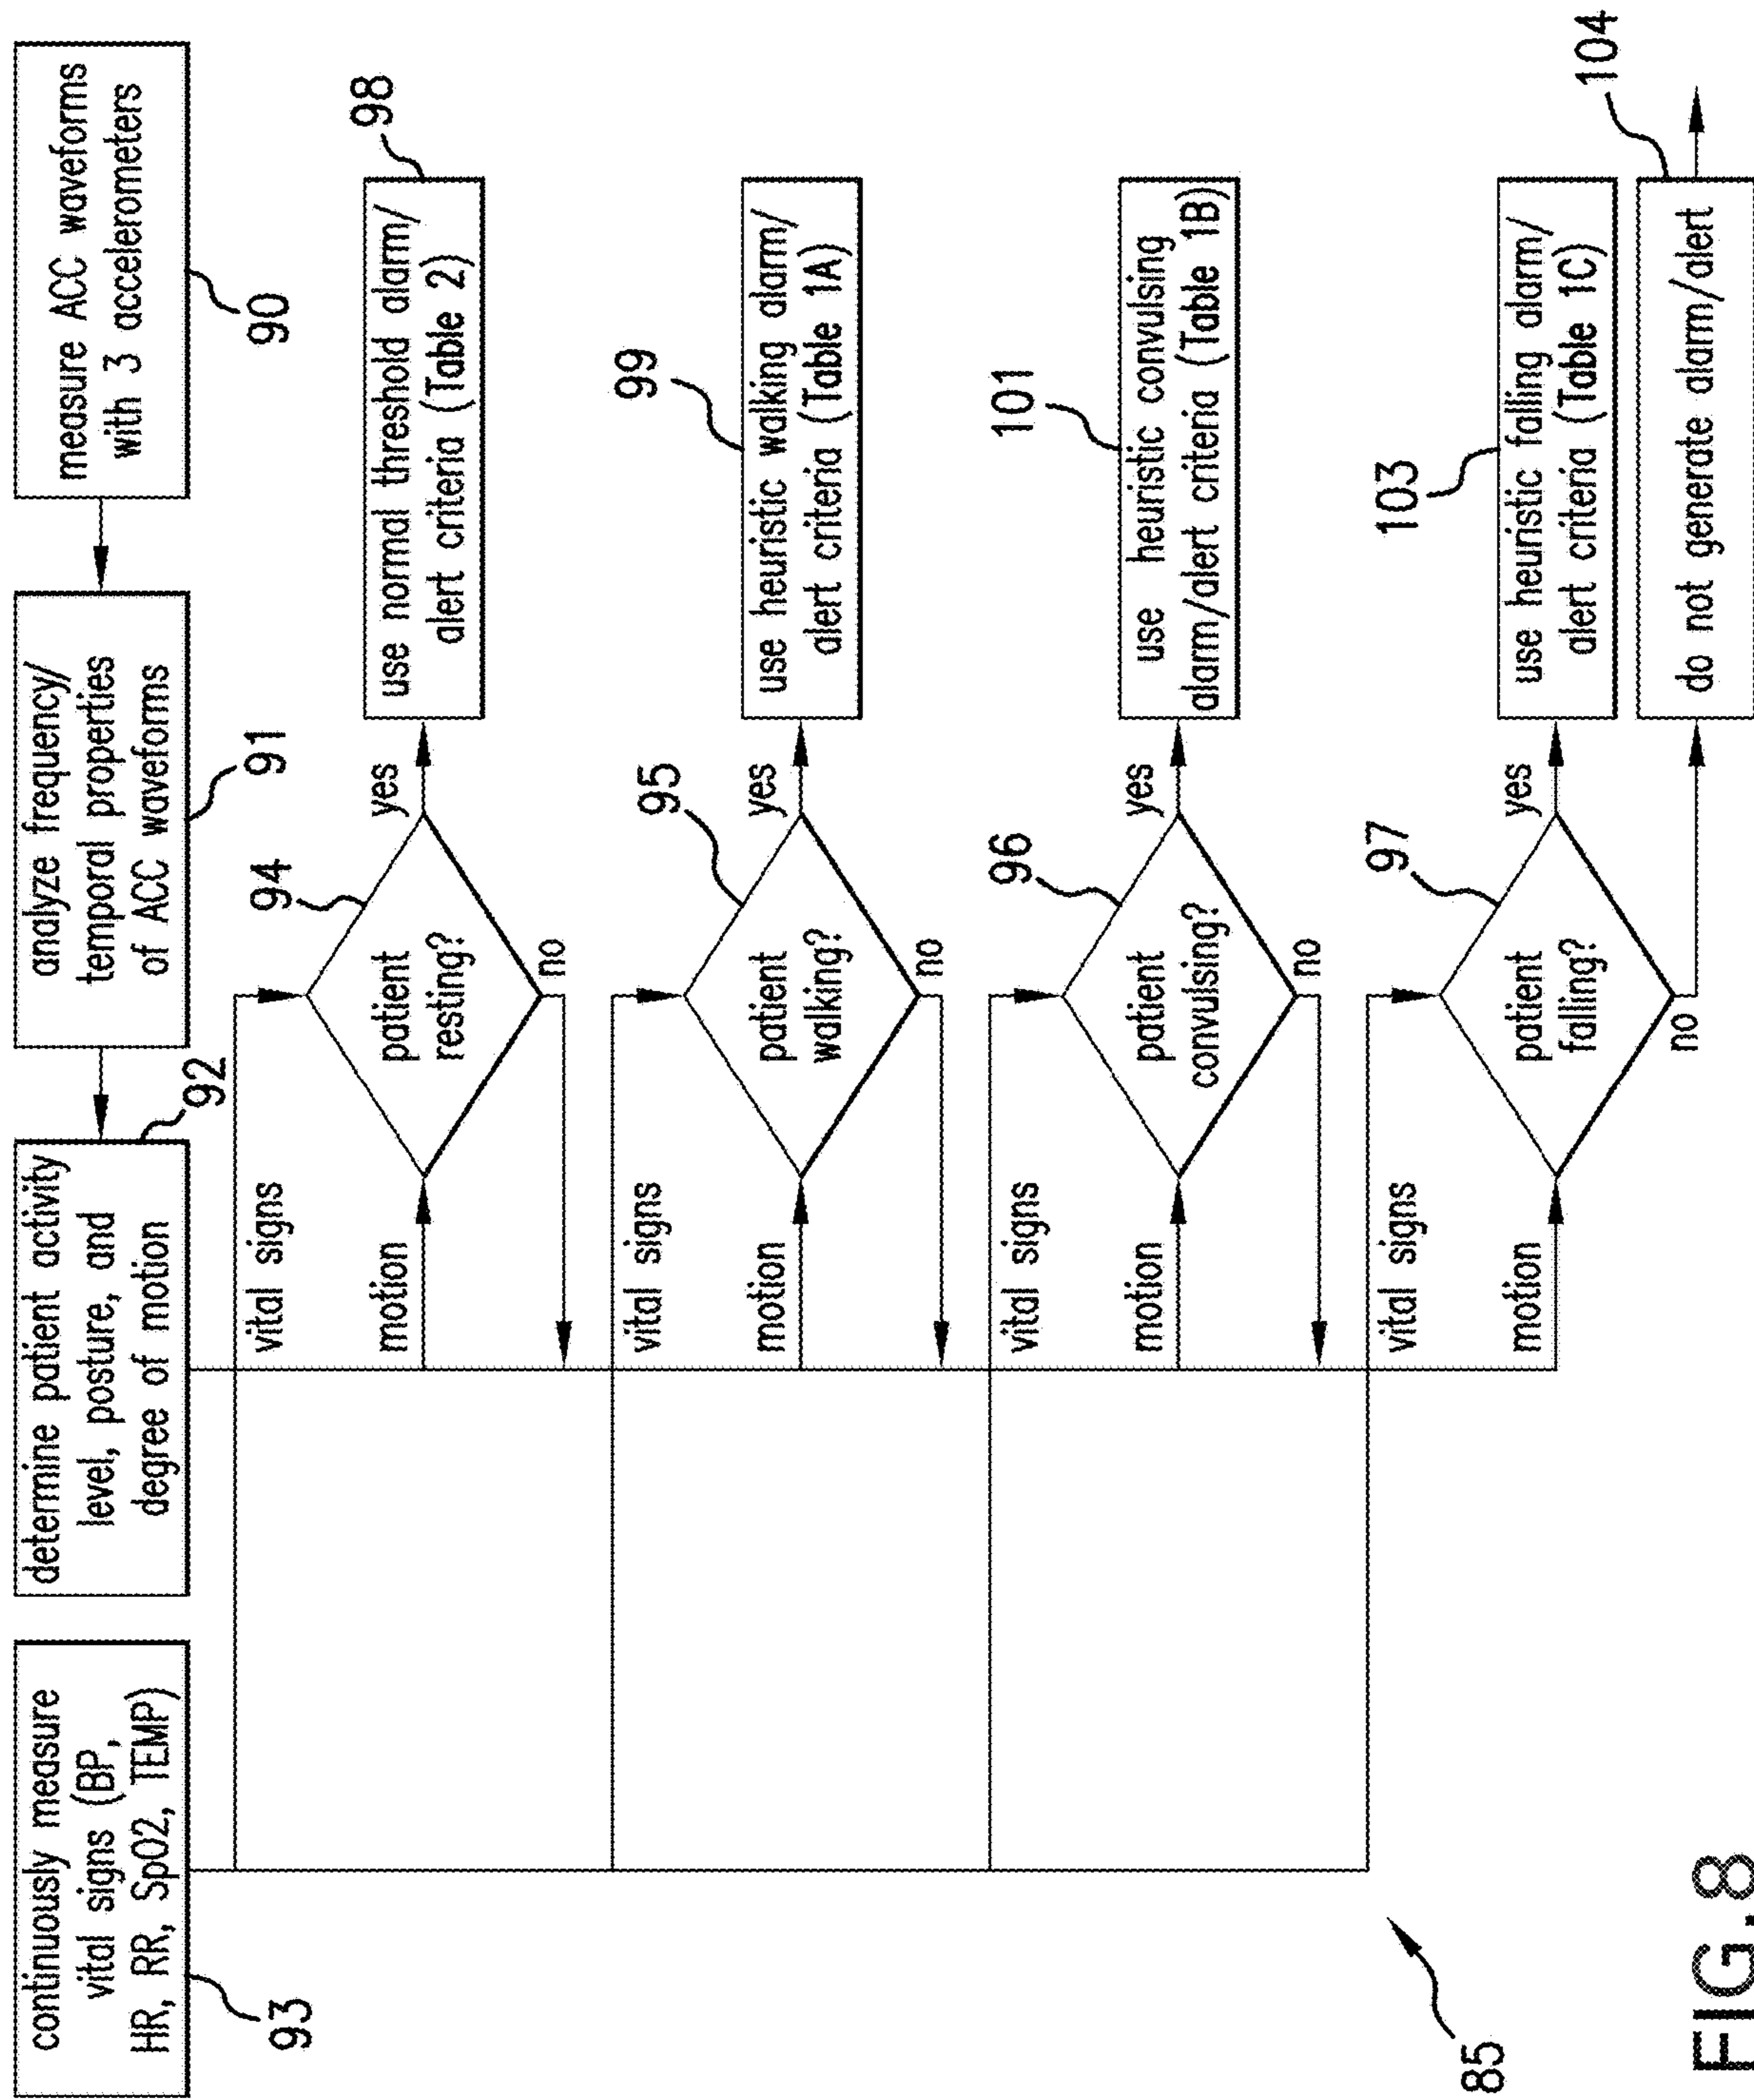 continuously measure
vital signs (BP,
HR, RR, SpO2, TEMP)
93
determine patient activity
level, posture, and
degree of motion
92
analyze frequency/
temporal properties
of ACC waveforms
91
measure ACC waveforms
with 3 accelerometers
90
vital signs
motion
patient
resting?
94
yes
no
use normal threshold alarm/
alert criteria (Table 2)
98
vital signs
motion
patient
walking?
95
yes
no
use heuristic walking alarm/
alert criteria (Table 1A)
99
vital signs
motion
patient
convulsing?
96
yes
no
use heuristic convulsing
alarm/alert criteria (Table 1B)
101
vital signs
motion
patient
falling?
97
yes
no
use heuristic falling alarm/
alert criteria (Table 1C)
103
do not generate alarm/alert
104
85
FIG.8